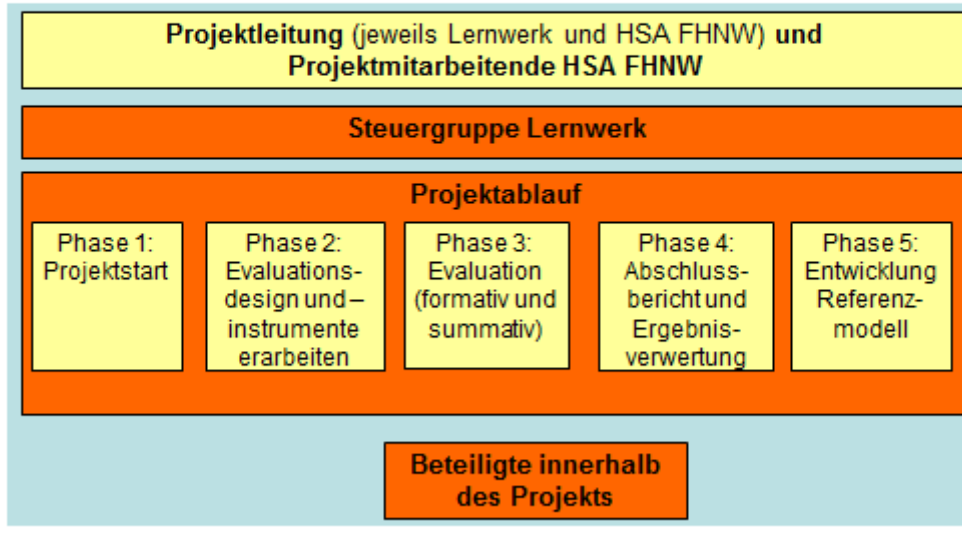 Projektleitung (jeweils Lernwerk und HSA FHNW) und
Projektmitarbeitende HSA FHNW
Steuergruppe Lernwerk
Projektablauf
Phase 1:
Projektstart
Phase 2:
Evaluations-
design und –
instrumente
erarbeiten
Phase 3:
Evaluation
(formativ und
summativ)
Phase 4:
Abschluss-
bericht und
Ergebnis-
verwertung
Phase 5:
Entwicklung
Referenz-
modell
Beteiligte innerhalb
des Projekts